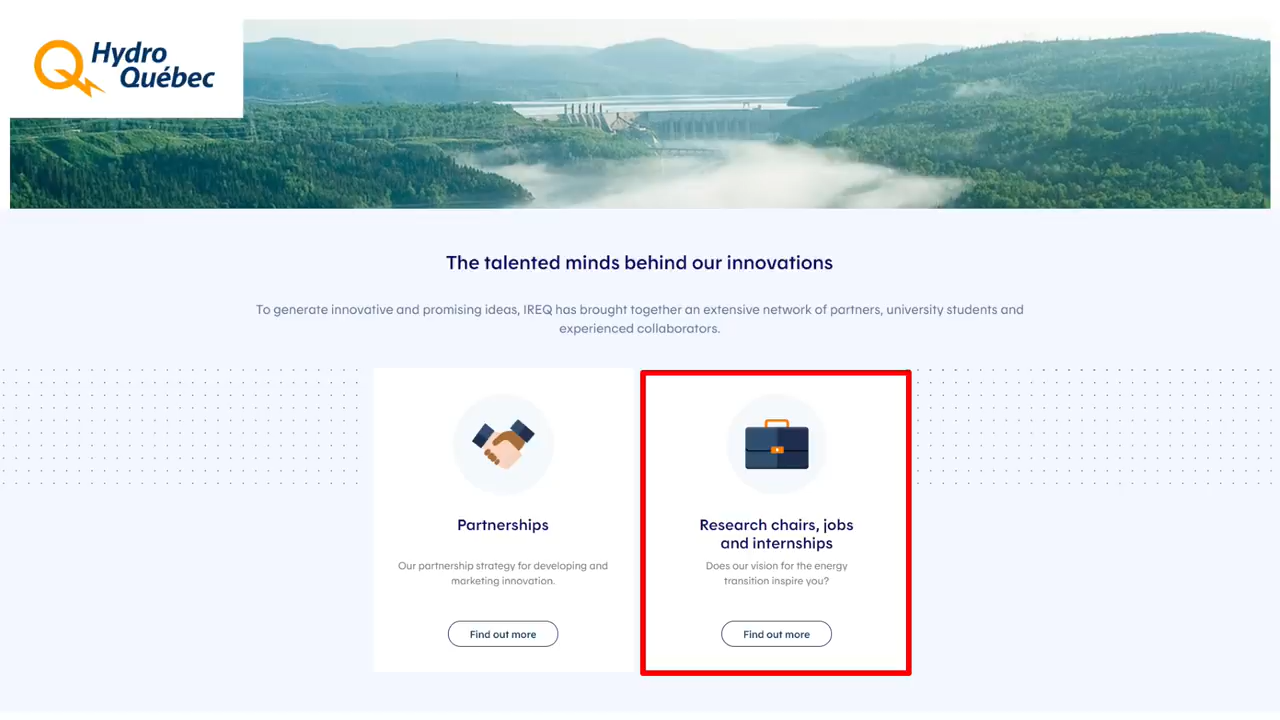 Hydro
Québec
The talented minds behind our innovations
To generate innovative and promising ideas, IREQ has brought together an extensive network of partners, university students and
experienced collaborators.
Partnerships
Our partnership strategy for developing and
marketing innovation.
Find out more
Research chairs, jobs
and internships
Does our vision for the energy
transition inspire you?
Find out more